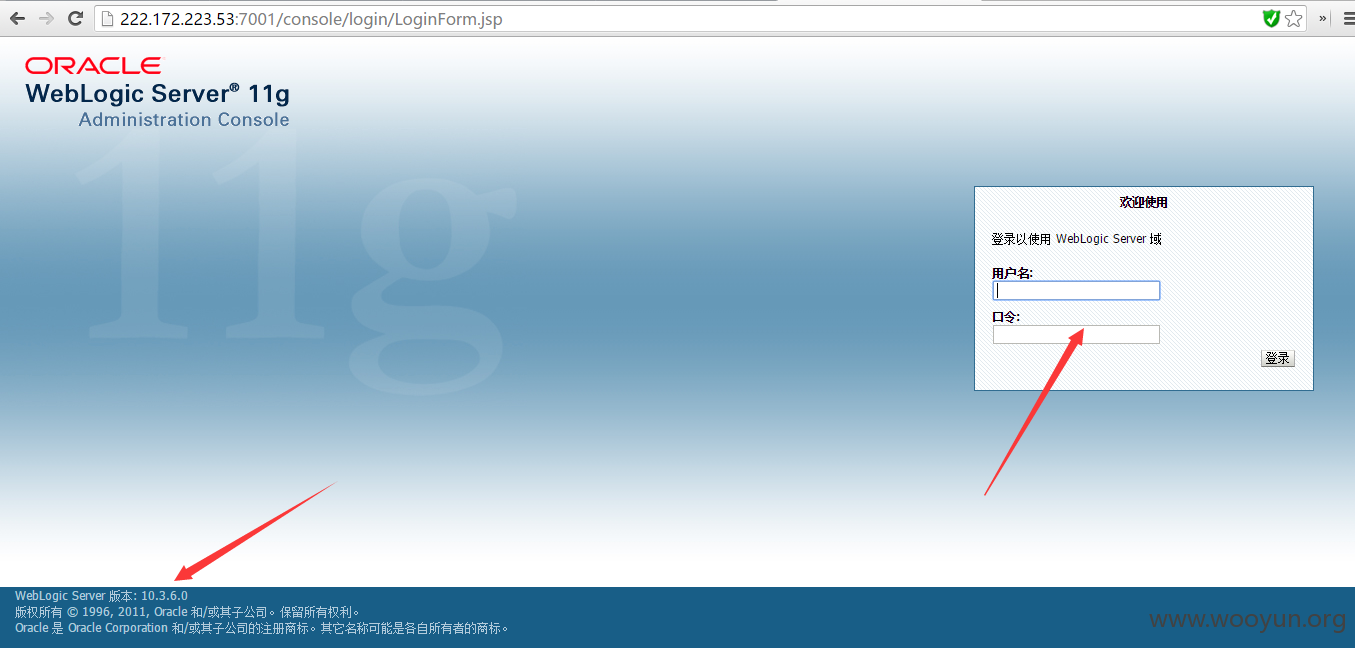 222.172.223.53:7001/console/login/LoginForm.jsp
ORACLE
WebLogic Server® 11g
Administration Console
11g
欢迎使用
登录以使用 WebLogic Server 域
用户名:
口令:
登录
WebLogic Server 版本: 10.3.6.0
版权所有 © 1996, 2011, Oracle 和/或其子公司。保留所有权利。
Oracle 是 Oracle Corporation 和/或其子公司的注册商标。其它名称可能是各自所有者的商标。
www.wooyun.org